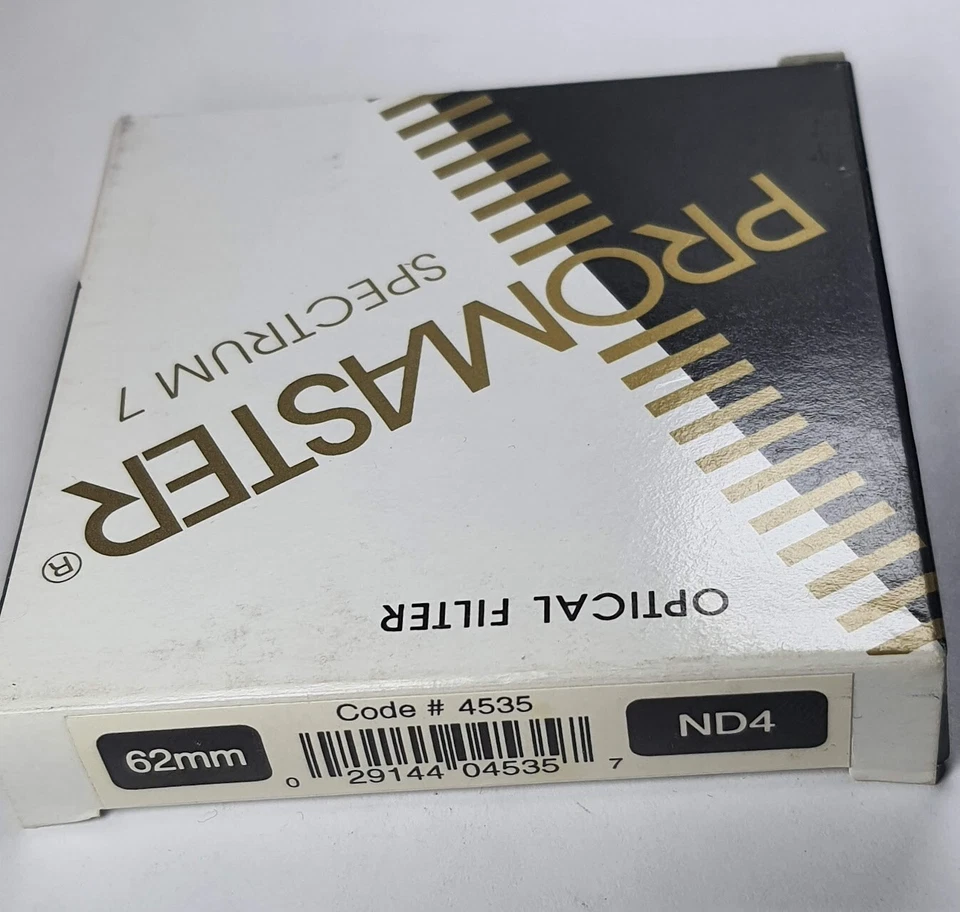 PROMASTER®
SPECTRUM 7
OPTICAL FILTER
Code # 4535
62mm
ND4
0 29144 04535 7